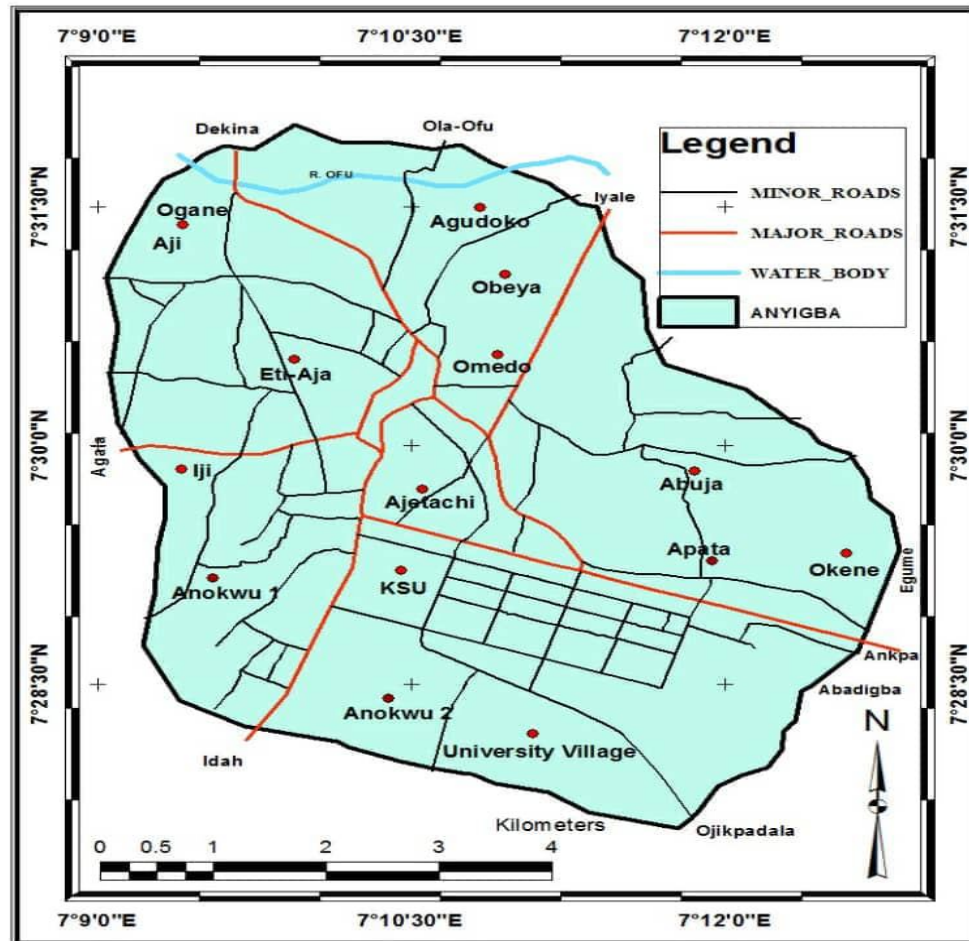 7°9'0"E 7°10'30"E 7°12'0"E
Dekina
Ola-Ofu
Legend
R. OFU
MINOR_ROADS
MAJOR_ROADS
WATER_BODY
ANYIGBA
7°31'30"N
7°31'30"N
Iyale
Ogane
Aji
Agudoko
Obeya
Omedo
Eti-Aja
7°30'0"N
7°30'0"N
Agala
Iji
Ajetachi
Abuja
Apata
Okene
Egume
Anokwu 1
KSU
Ankpa
Abadigba
7°28'30"N
7°28'30"N
Anokwu 2
University Village
N
Idah
Ojikpadala
Kilometers
0 0.5 1 2 3 4
7°9'0"E 7°10'30"E 7°12'0"E